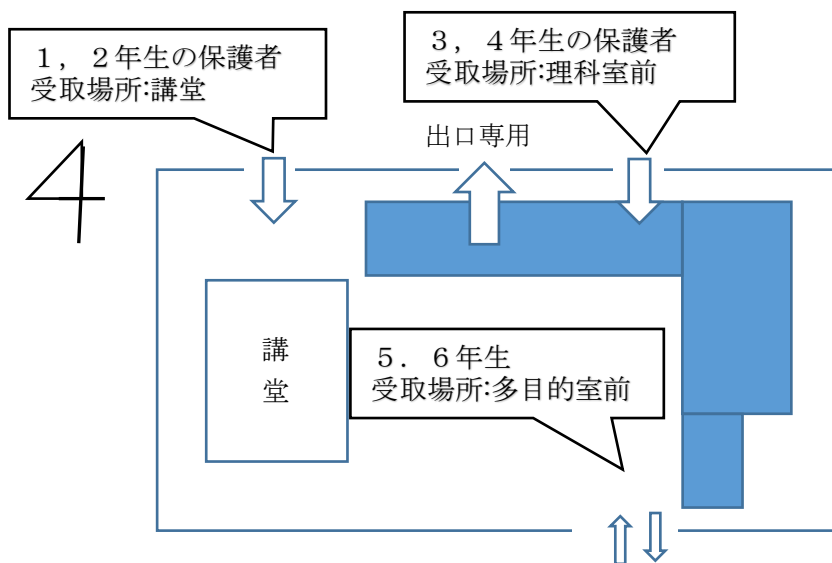 １，２年生の保護者
受取場所:講堂
３，４年生の保護者
受取場所:理科室前
出口専用
講
堂
５．６年生
受取場所:多目的室前